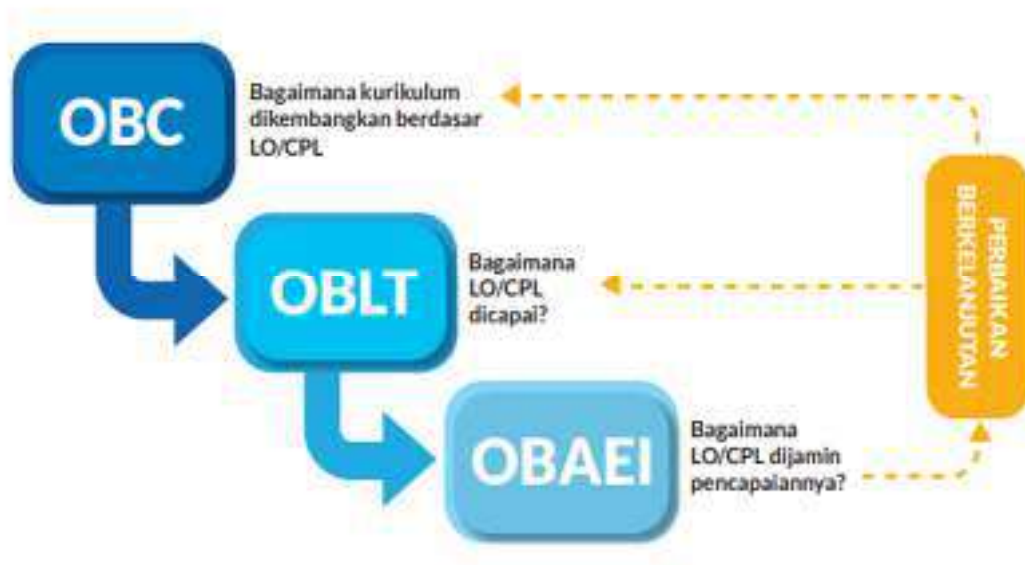 OBC
Bagaimana kurikulum
dikembangkan berdasar
LO/CPL
OBLT
Bagaimana
LO/CPL
dicapai?
OBAEI
Bagaimana
LO/CPL dijamin
pencapaiannya?
PERBAIKAN
BERKELANJUTAN